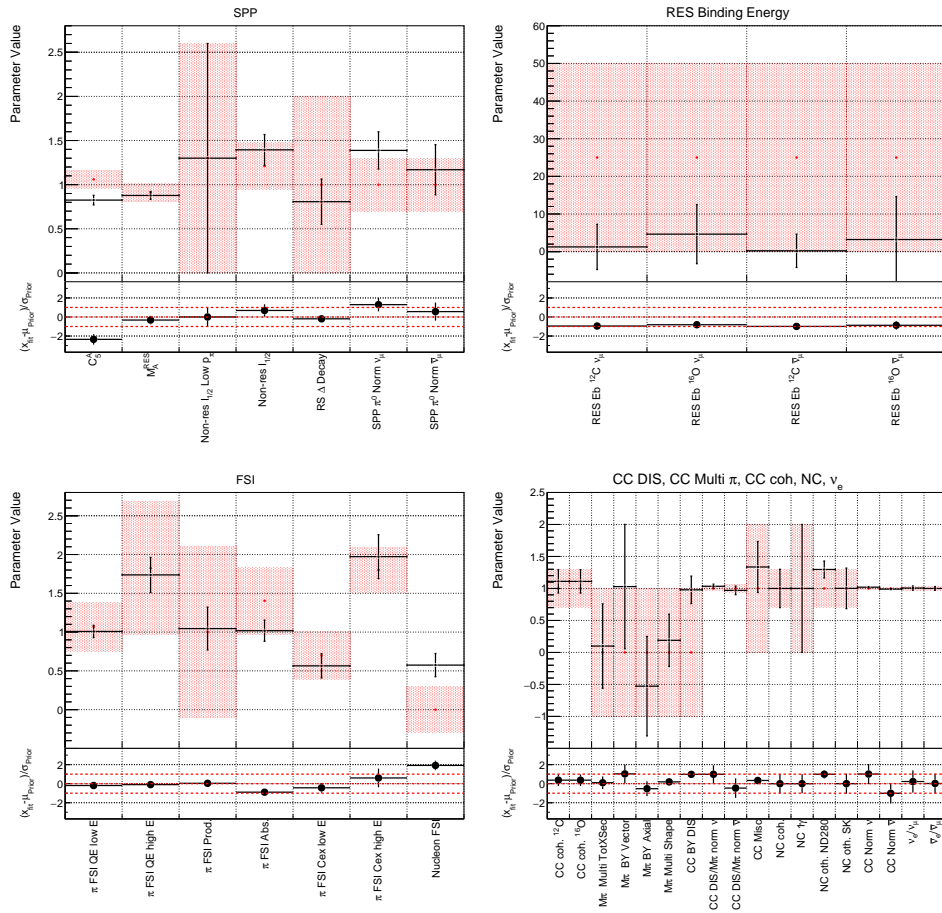 SPP
Parameter Value
2.5
2
1.5
1
0.5
0
(x_fit-μ_Prior)/σ_Prior
2
0
−2
C₅ᴬ
M_A^RES
Non-res I_1/2 Low p_π
Non-res I_1/2
RS Δ Decay
SPP π⁰ Norm ν_μ
SPP π⁰ Norm ν̅_μ
RES Binding Energy
Parameter Value
60
50
40
30
20
10
0
(x_fit-μ_Prior)/σ_Prior
2
0
−2
RES Eb ¹²C ν_μ
RES Eb ¹⁶O ν_μ
RES Eb ¹²C ν̅_μ
RES Eb ¹⁶O ν̅_μ
FSI
Parameter Value
2.5
2
1.5
1
0.5
0
(x_fit-μ_Prior)/σ_Prior
2
0
−2
π FSI QE low E
π FSI QE high E
π FSI Prod.
π FSI Abs.
π FSI Cex low E
π FSI Cex high E
Nucleon FSI
CC DIS, CC Multi π, CC coh, NC, ν_e
Parameter Value
2.5
2
1.5
1
0.5
0
−0.5
−1
(x_fit-μ_Prior)/σ_Prior
2
0
−2
CC coh. ¹²C
CC coh. ¹⁶O
Mπ Multi TotXSec
Mπ BY Vector
Mπ BY Axial
Mπ Multi Shape
CC BY DIS
CC DIS/Mπ norm ν
CC DIS/Mπ norm ν̅
CC Misc
NC coh.
NC 1γ
NC oth. ND280
NC oth. SK
CC Norm ν
CC Norm ν̅
ν_e/ν_μ
ν̅_e/ν̅_μ